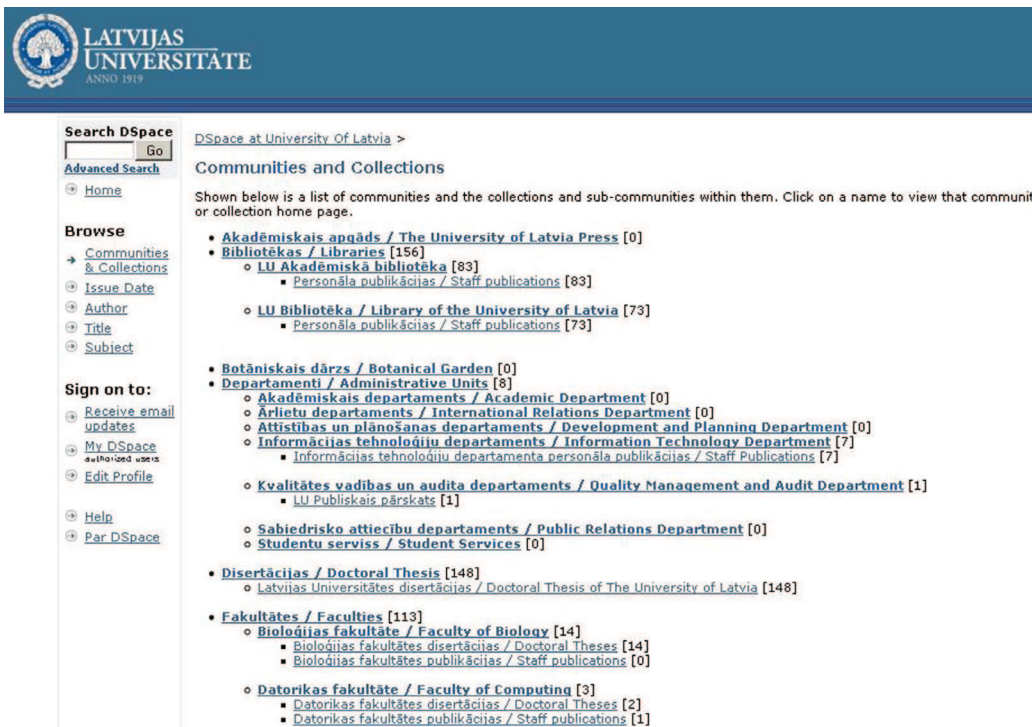 LATVIJAS
UNIVERSITĀTE
ANNO 1919
Search DSpace
Go
Advanced Search
Home
Browse
Communities
& Collections
Issue Date
Author
Title
Subject
Sign on to:
Receive email
updates
My DSpace
authorized users
Edit Profile
Help
Par DSpace
DSpace at University Of Latvia >
Communities and Collections
Shown below is a list of communities and the collections and sub-communities within them. Click on a name to view that communit
or collection home page.
• Akadēmiskais apgāds / The University of Latvia Press [0]
• Bibliotēkas / Libraries [156]
LU Akadēmiskā bibliotēka [83]
Personāla publikācijas / Staff publications [83]
LU Bibliotēka / Library of the University of Latvia [73]
Personāla publikācijas / Staff publications [73]
• Botāniskais dārzs / Botanical Garden [0]
• Departamenti / Administrative Units [8]
Akadēmiskais departaments / Academic Department [0]
Ārlietu departaments / International Relations Department [0]
Attīstības un plānošanas departaments / Development and Planning Department [0]
Informācijas tehnoloģiju departaments / Information Technology Department [7]
Informācijas tehnoloģiju departamenta personāla publikācijas / Staff Publications [7]
Kvalitātes vadības un audita departaments / Quality Management and Audit Department [1]
LU Publiskais pārskats [1]
Sabiedrisko attiecību departaments / Public Relations Department [0]
Studentu serviss / Student Services [0]
• Disertācijas / Doctoral Thesis [148]
Latvijas Universitātes disertācijas / Doctoral Thesis of The University of Latvia [148]
• Fakultātes / Faculties [113]
Bioloģijas fakultāte / Faculty of Biology [14]
Bioloģijas fakultātes disertācijas / Doctoral Theses [14]
Bioloģijas fakultātes publikācijas / Staff publications [0]
Datorikas fakultāte / Faculty of Computing [3]
Datorikas fakultātes disertācijas / Doctoral Theses [2]
Datorikas fakultātes publikācijas / Staff publications [1]